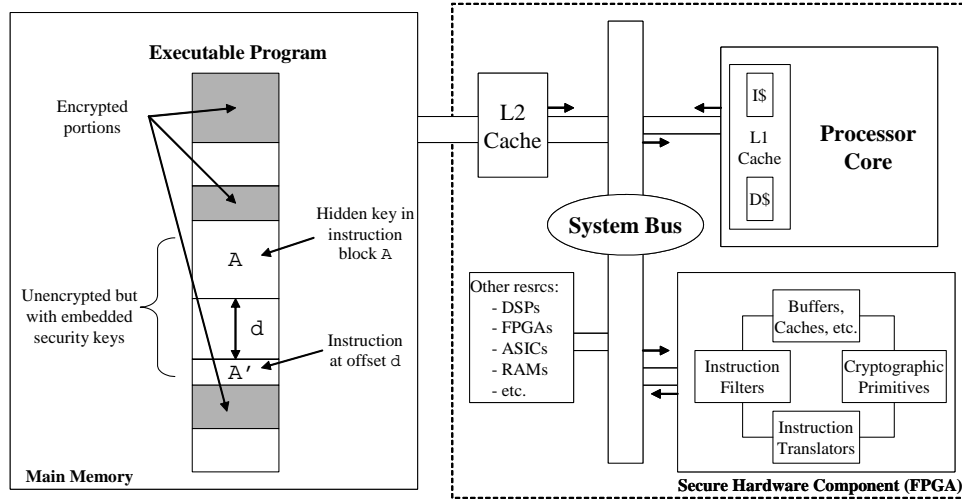 Executable Program
Encrypted
portions
Hidden key in
instruction
block A
A
Unencrypted but
with embedded
security keys
d
Instruction
at offset d
A'
Main Memory
L2
Cache
I$
L1
Cache
D$
Processor
Core
System Bus
Other resrcs:
- DSPs
- FPGAs
- ASICs
- RAMs
- etc.
Buffers,
Caches, etc.
Instruction
Filters
Cryptographic
Primitives
Instruction
Translators
Secure Hardware Component (FPGA)